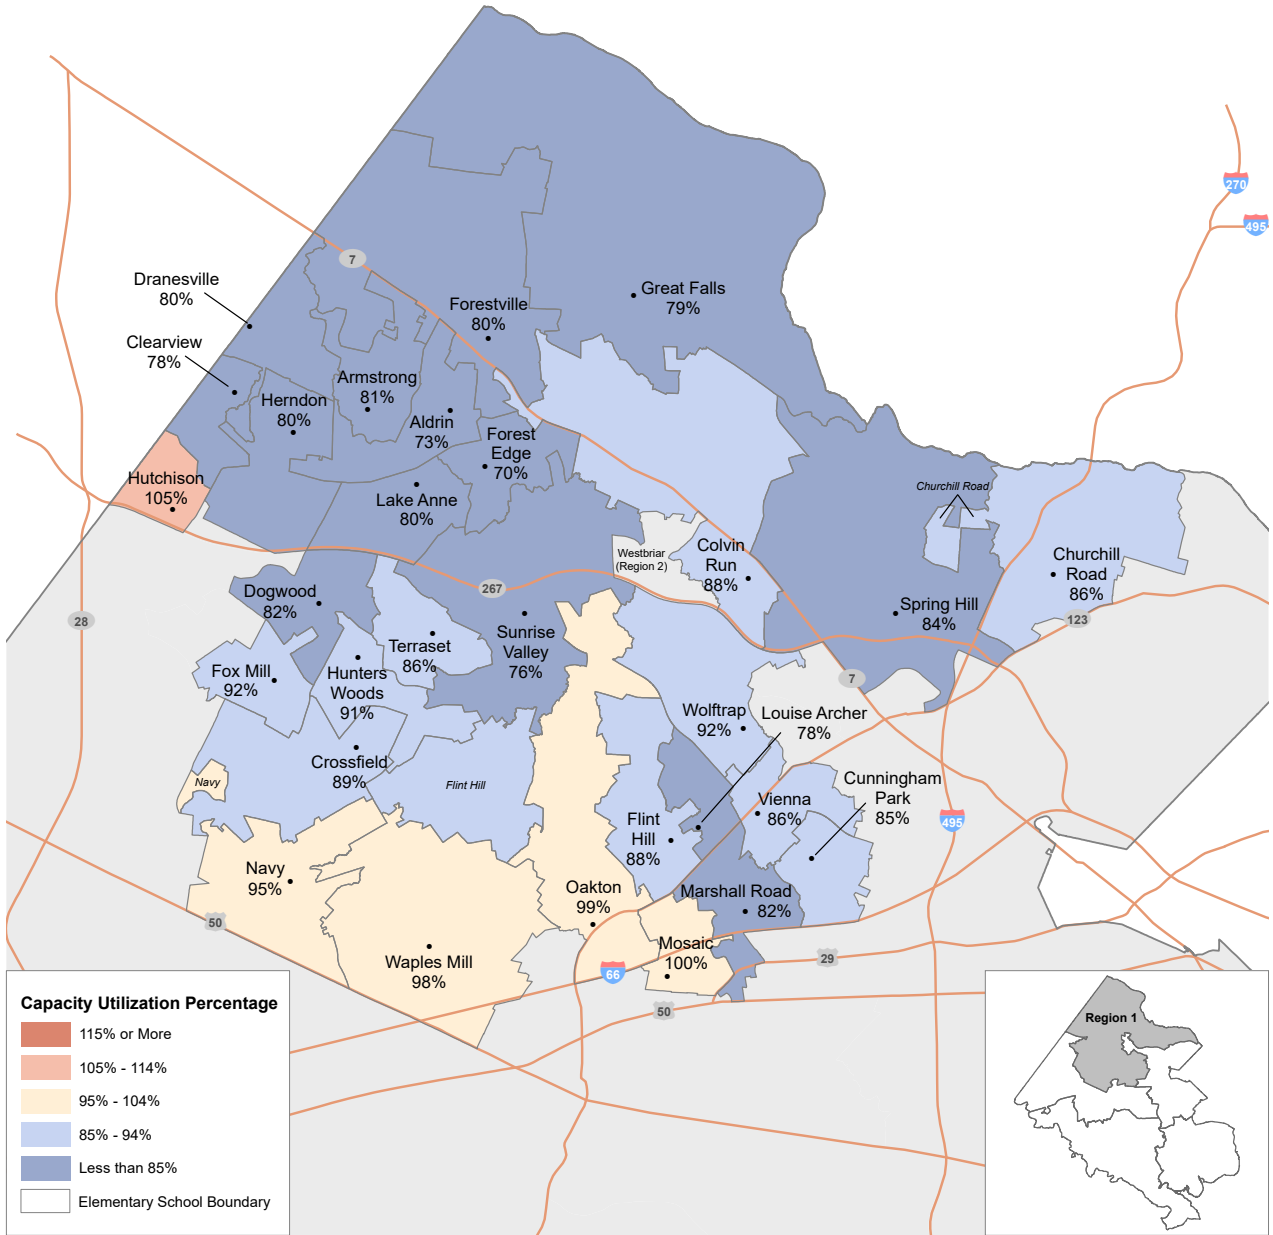 270
495
7
Dranesville
80%
Great Falls
79%
Forestville
80%
Clearview
78%
Armstrong
81%
Herndon
80%
Aldrin
73%
Forest
Edge
70%
Hutchison
105%
Lake Anne
80%
Churchill Road
Westbriar
(Region 2)
Colvin
Run
88%
Churchill
Road
86%
267
Dogwood
82%
28
Spring Hill
84%
123
Sunrise
Valley
76%
Terraset
86%
Fox Mill
92%
Hunters
Woods
91%
7
Wolftrap
92%
Louise Archer
78%
Crossfield
89%
Navy
Flint Hill
Cunningham
Park
85%
Vienna
86%
Flint
Hill
88%
495
Navy
95%
Oakton
99%
Marshall Road
82%
50
Mosaic
100%
Waples Mill
98%
29
66
50
Capacity Utilization Percentage
115% or More
105% - 114%
95% - 104%
85% - 94%
Less than 85%
Elementary School Boundary
Region 1